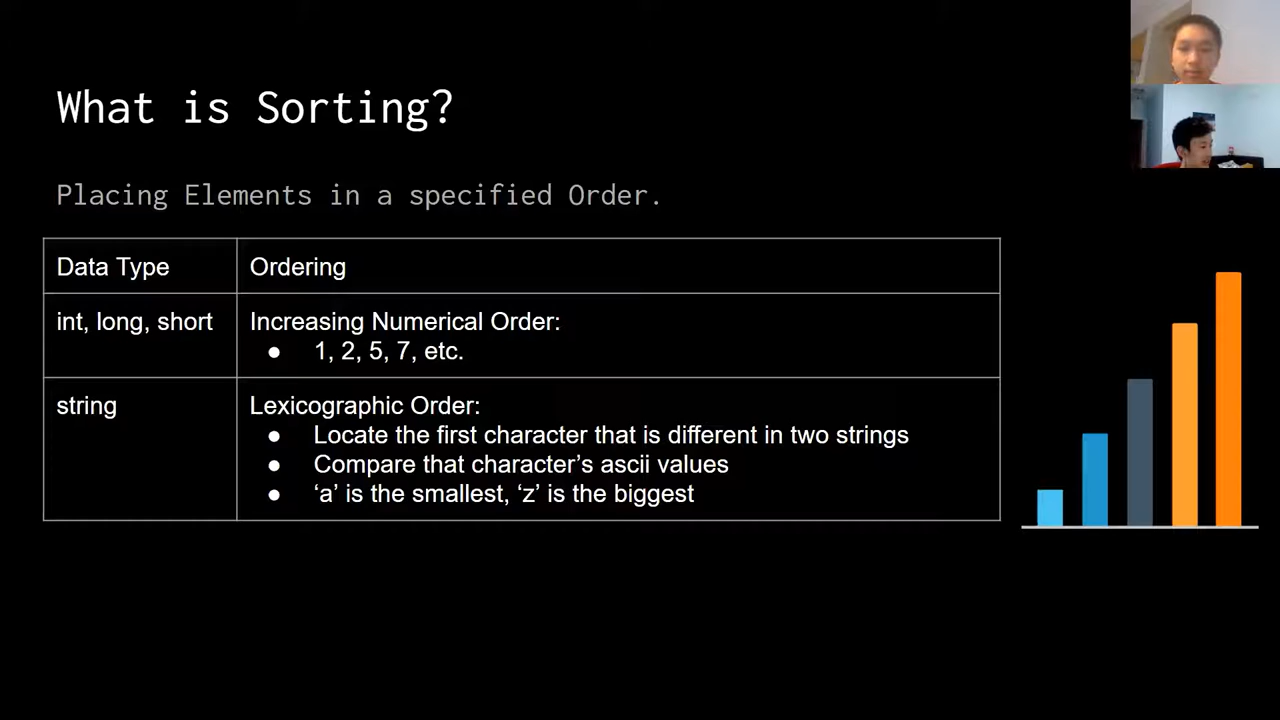 What is Sorting?
Placing Elements in a specified Order.
Data Type
Ordering
int, long, short
Increasing Numerical Order:
● 1, 2, 5, 7, etc.
string
Lexicographic Order:
● Locate the first character that is different in two strings
● Compare that character’s ascii values
● ‘a’ is the smallest, ‘z’ is the biggest